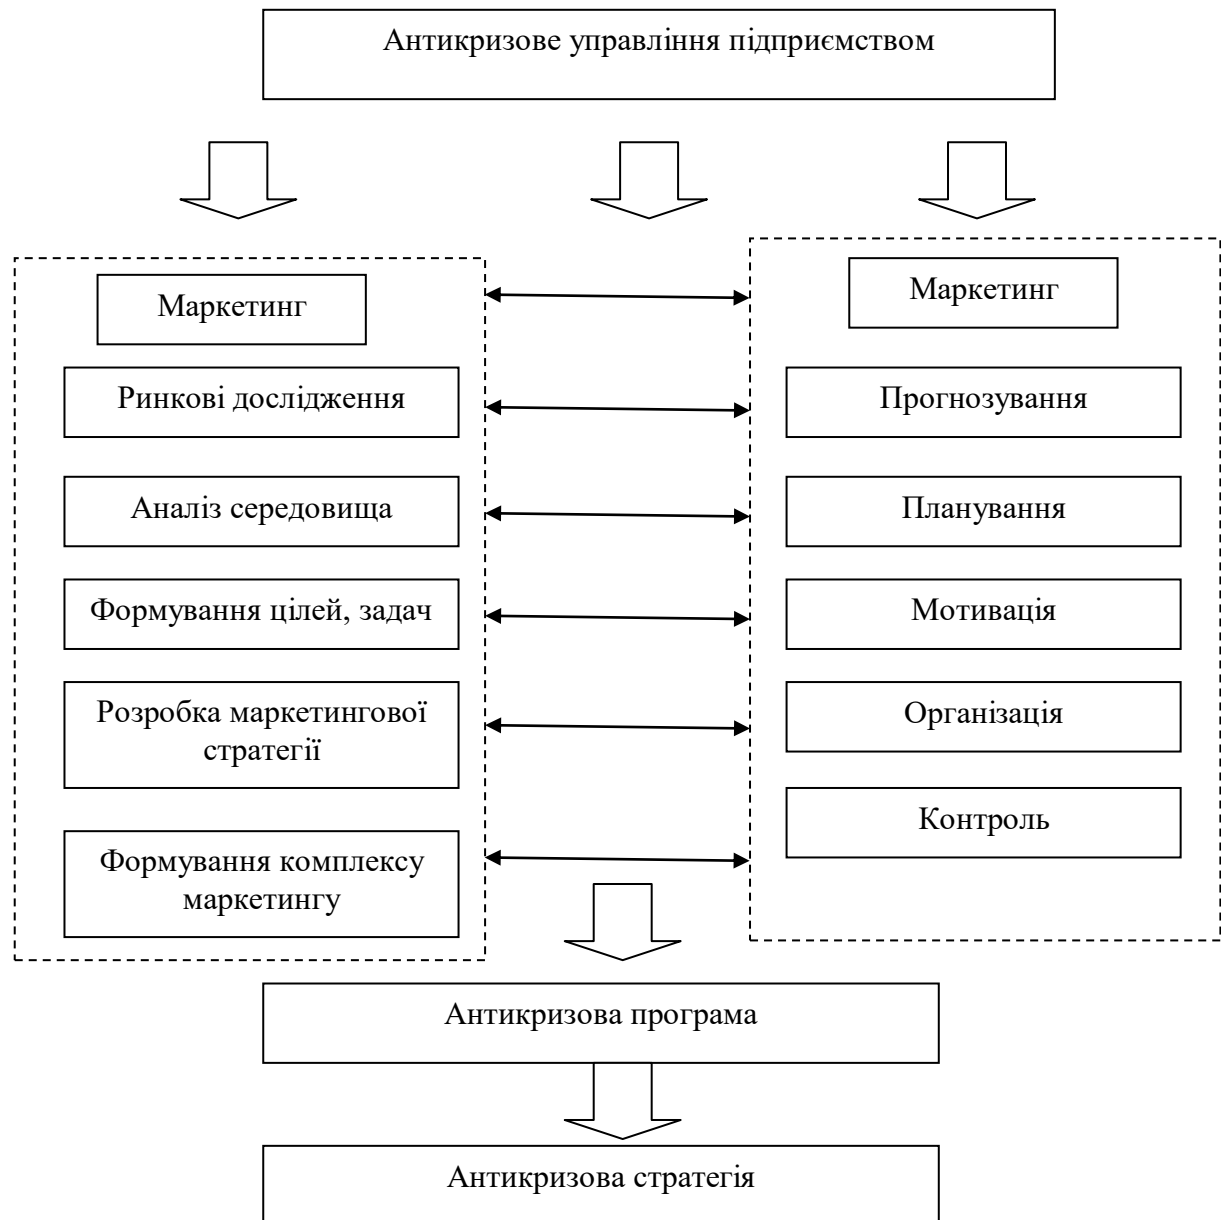 Антикризове управління підприємством
Маркетинг
Ринкові дослідження
Аналіз середовища
Формування цілей, задач
Розробка маркетингової
стратегії
Формування комплексу
маркетингу
Маркетинг
Прогнозування
Планування
Мотивація
Організація
Контроль
Антикризова програма
Антикризова стратегія